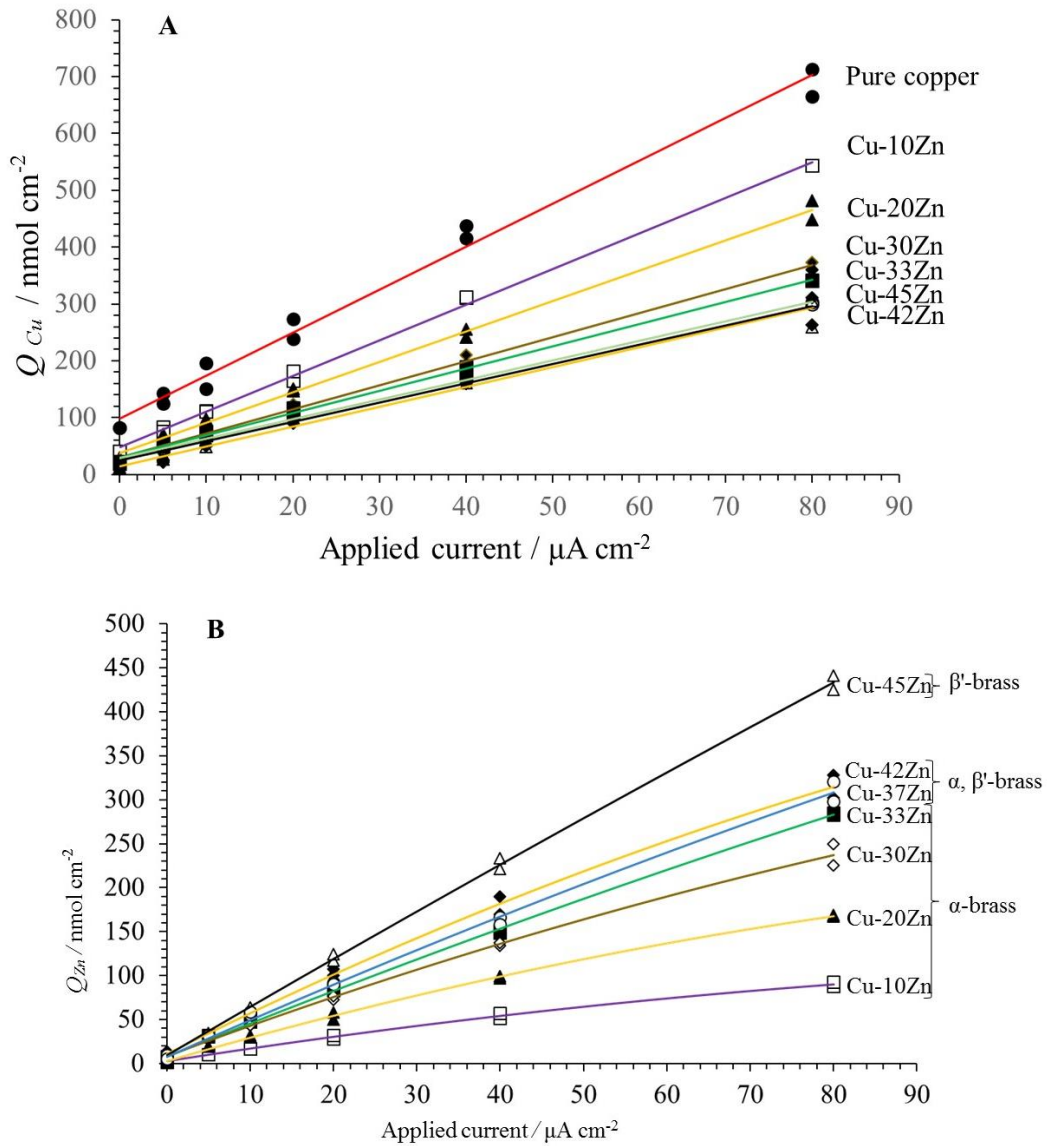 A
800
700
600
500
400
300
200
100
0
Q Cu / nmol cm-2
Pure copper
Cu-10Zn
Cu-20Zn
Cu-30Zn
Cu-33Zn
Cu-45Zn
Cu-42Zn
0 10 20 30 40 50 60 70 80 90
Applied current / μA cm-2
B
500
450
400
350
300
250
200
150
100
50
0
QZn / nmol cm-2
Cu-45Zn β'-brass
Cu-42Zn
α, β'-brass
Cu-37Zn
Cu-33Zn
Cu-30Zn
α-brass
Cu-20Zn
Cu-10Zn
0 10 20 30 40 50 60 70 80 90
Applied current / μA cm-2